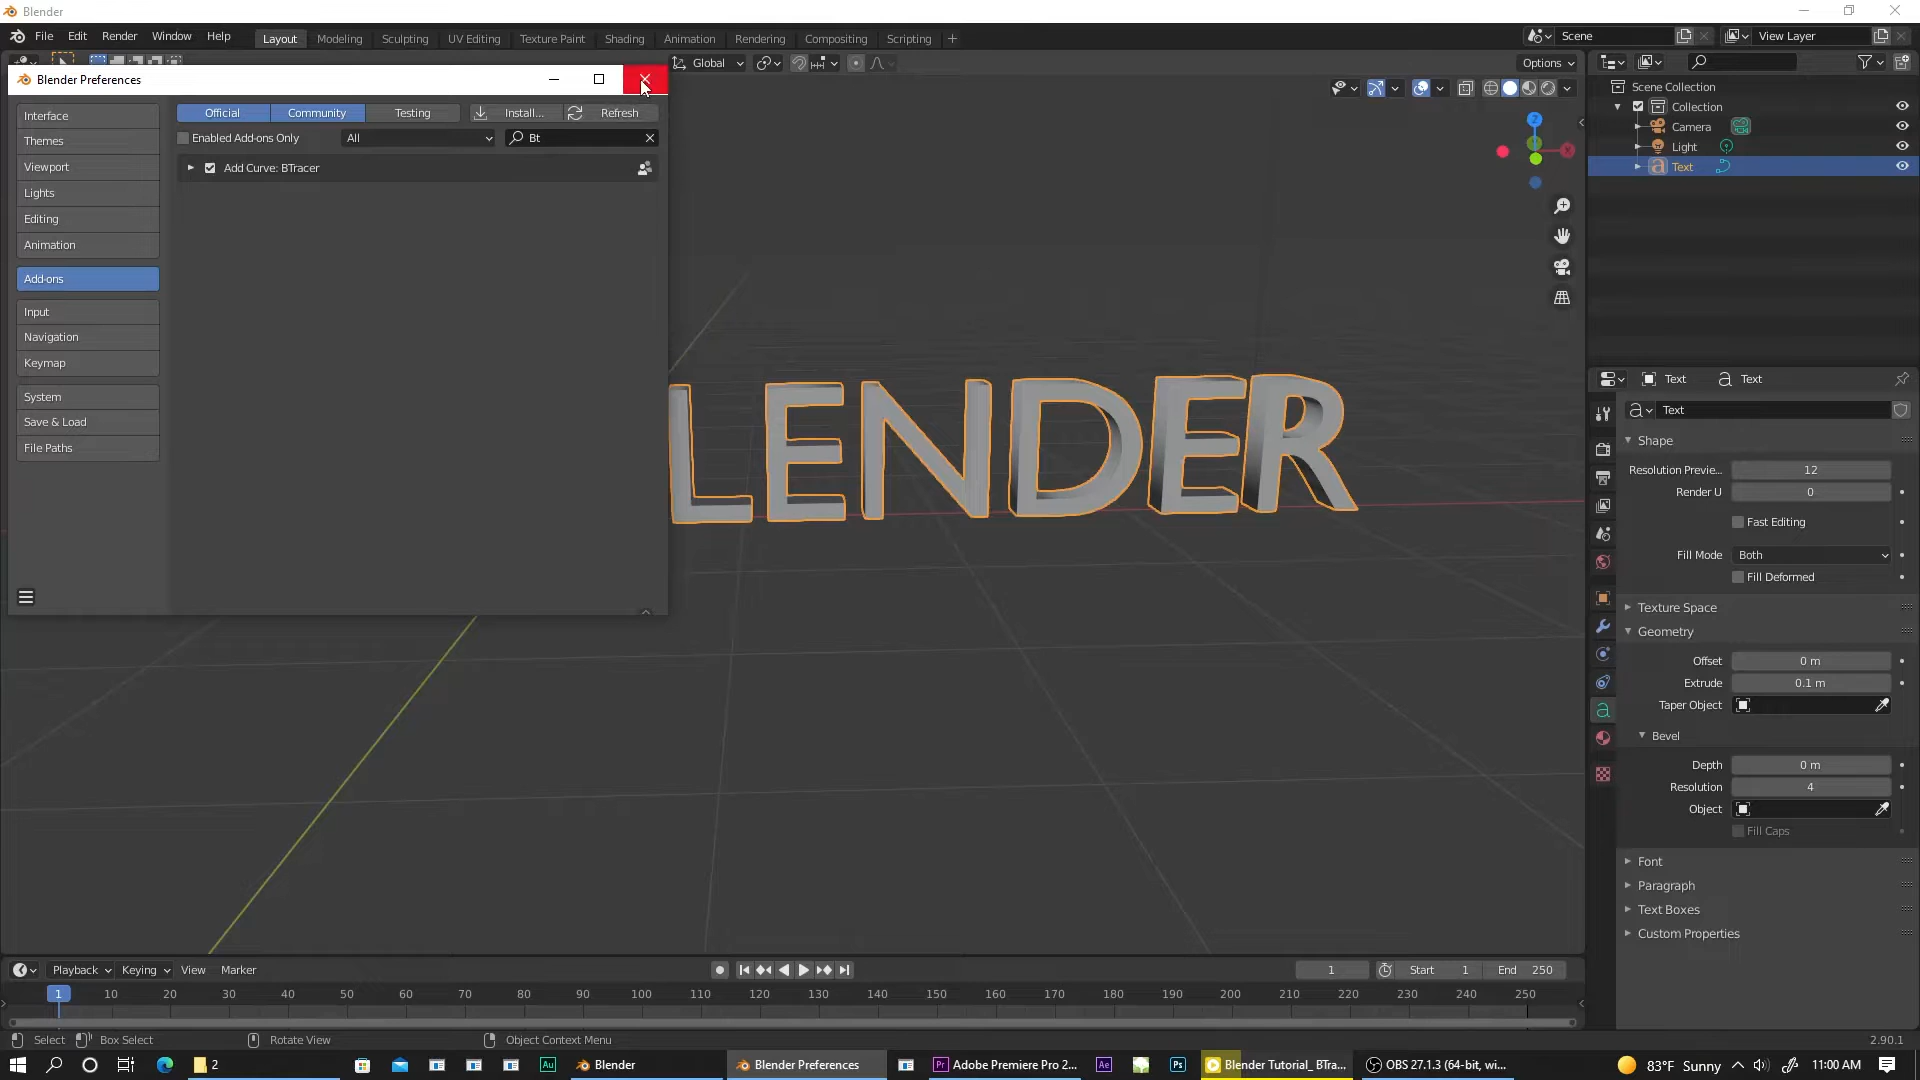 Blender
File Edit Render Window Help Layout Modeling Sculpting UV Editing Texture Paint Shading Animation Rendering Compositing Scripting + Scene View Layer
Global Options
Blender Preferences
Interface
Themes
Viewport
Lights
Editing
Animation
Add-ons
Input
Navigation
Keymap
System
Save & Load
File Paths
Official Community Testing Install... Refresh
Enabled Add-ons Only All Bt
Add Curve: BTracer
LENDER
Z
X
Scene Collection
Collection
Camera
Light
Text
Text Text
Text
Shape
Resolution Previe... 12
Render U 0
Fast Editing
Fill Mode Both
Fill Deformed
Texture Space
Geometry
Offset 0 m
Extrude 0.1 m
Taper Object
Bevel
Depth 0 m
Resolution 4
Object
Fill Caps
Font
Paragraph
Text Boxes
Custom Properties
Playback Keying View Marker 1 Start 1 End 250
1 10 20 30 40 50 60 70 80 90 100 110 120 130 140 150 160 170 180 190 200 210 220 230 240 250
Select Box Select Rotate View Object Context Menu 2.90.1
2 Au Blender Blender Preferences Pr Adobe Premiere Pro 2... Ae Ps Blender Tutorial_ BTra... OBS 27.1.3 (64-bit, wi... 83°F Sunny 11:00 AM